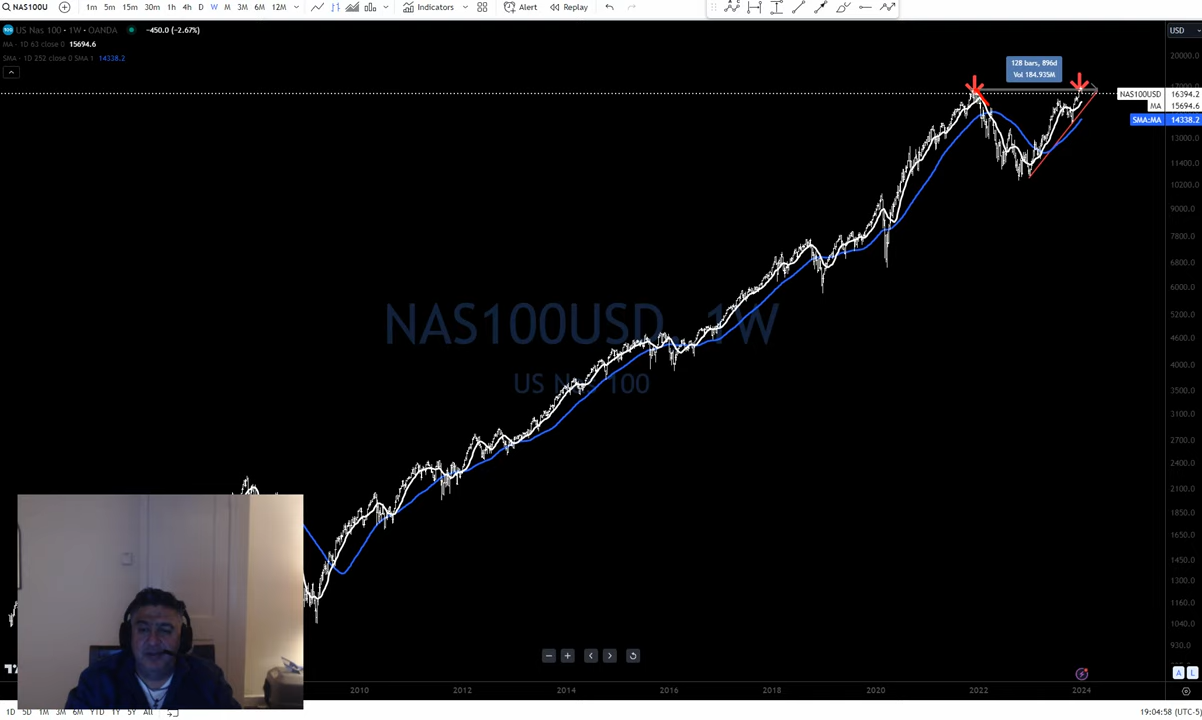 NAS100U 1m 5m 15m 30m 1h 4h D W M 3M 6M 12M Indicators Alert Replay
US Nas 100 · 1W · OANDA −450.0 (−2.67%)
MA · 1D 63 close 0 15694.6
SMA · 1D 252 close 0 SMA 1 14338.2
128 bars, 896d
Vol 184.935M
NAS100USD, 1W
US Nas 100
USD
20000.0
NAS100USD 16394.2
MA 15694.6
SMA:MA 14338.2
13000.0
11400.0
10200.0
9000.0
7800.0
6800.0
6000.0
5200.0
4600.0
4000.0
3500.0
3100.0
2700.0
2400.0
2100.0
1850.0
1650.0
1450.0
1300.0
1160.0
1040.0
930.0
A L
2010 2012 2014 2016 2018 2020 2022 2024
1D 5D 1M 3M 6M YTD 1Y 5Y All
19:04:58 (UTC-5)